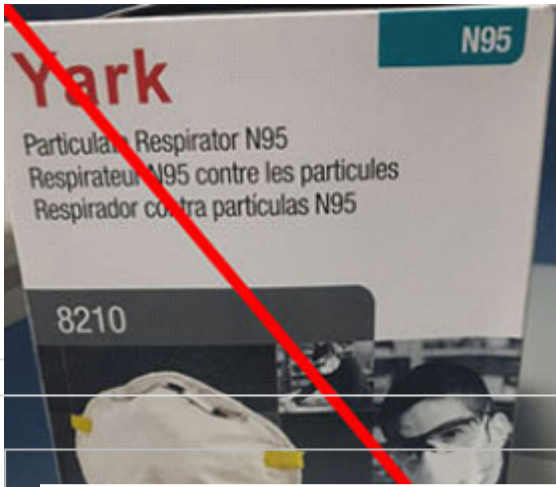 Yark
N95
Particulate Respirator N95
Respirateur N95 contre les particules
Respirador contra particulas N95
8210